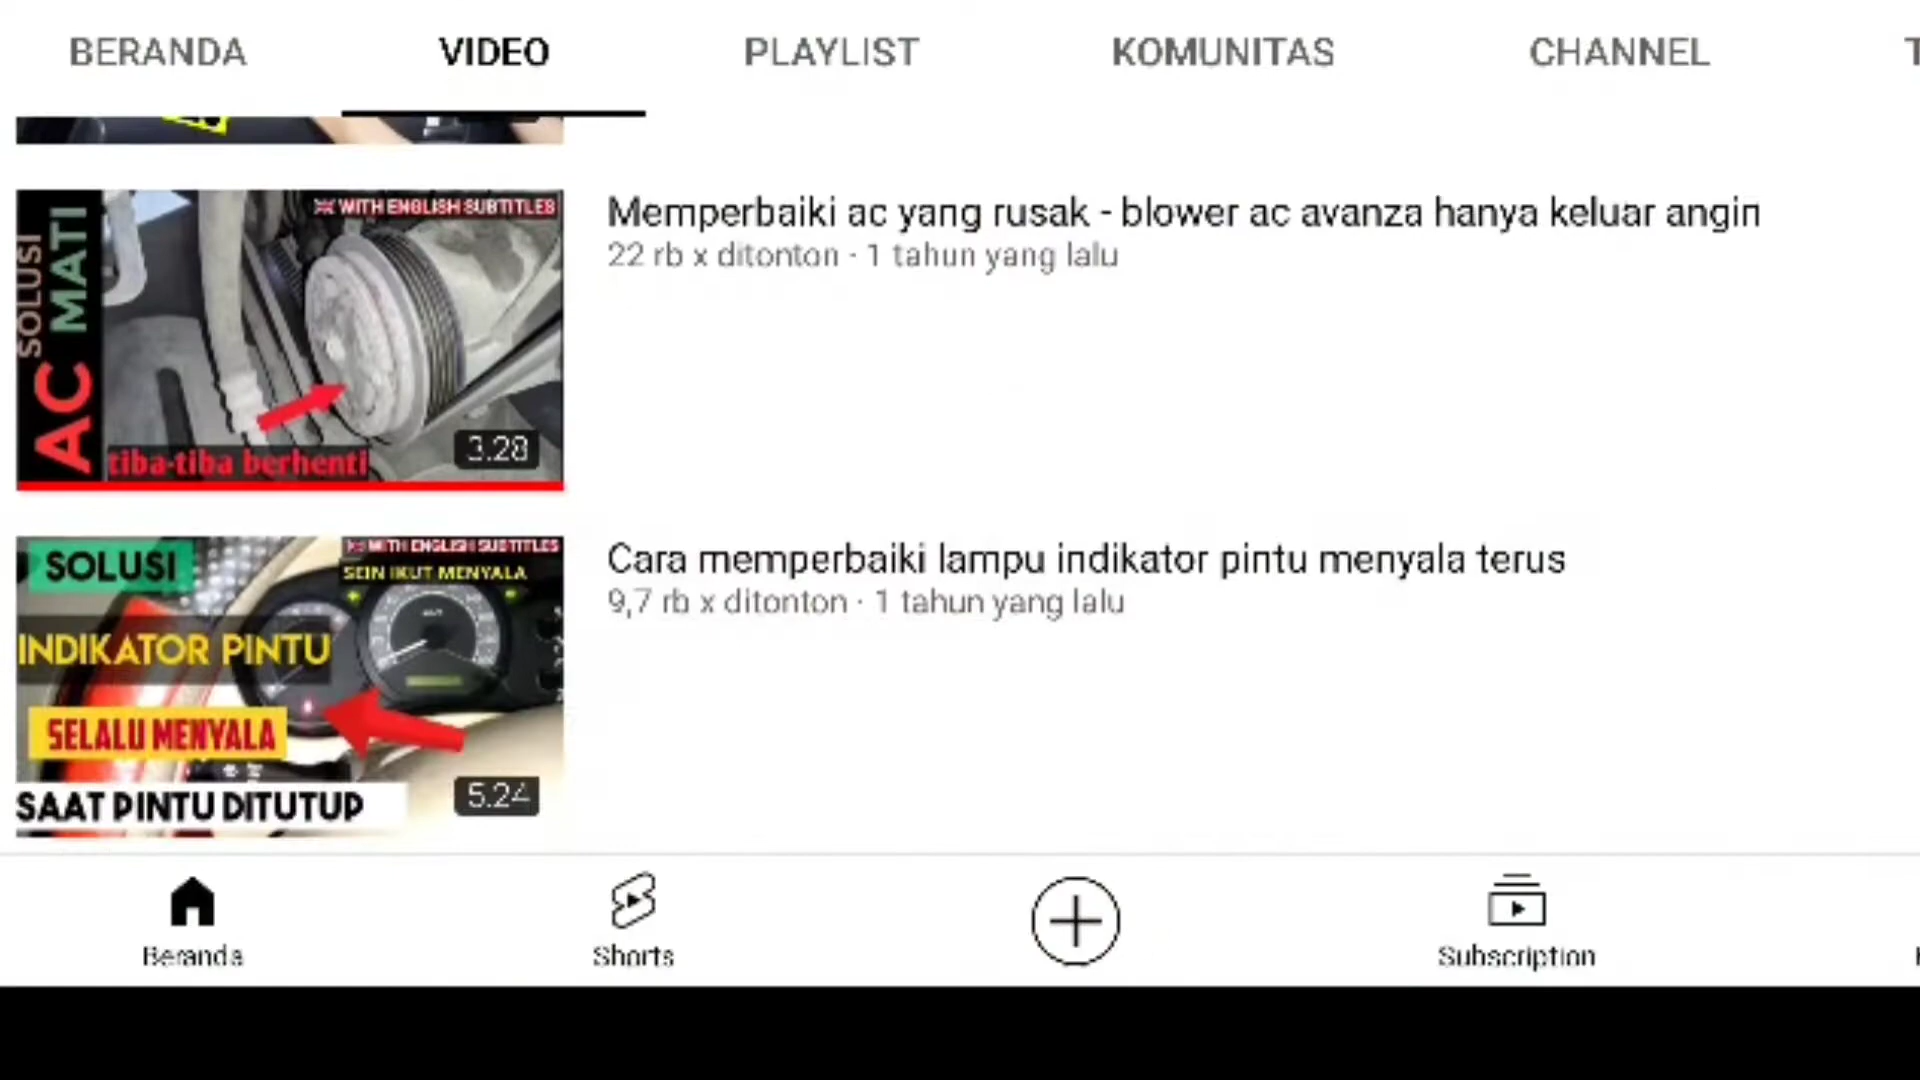 BERANDA
VIDEO
PLAYLIST
KOMUNITAS
CHANNEL
SOLUSI
AC MATI
WITH ENGLISH SUBTITLES
tiba-tiba berhenti
3.28
Memperbaiki ac yang rusak - blower ac avanza hanya keluar angin
22 rb x ditonton · 1 tahun yang lalu
SOLUSI
WITH ENGLISH SUBTITLES
SEIN IKUT MENYALA
INDIKATOR PINTU
SELALU MENYALA
SAAT PINTU DITUTUP
5.24
Cara memperbaiki lampu indikator pintu menyala terus
9,7 rb x ditonton · 1 tahun yang lalu
Beranda
Shorts
Subscription